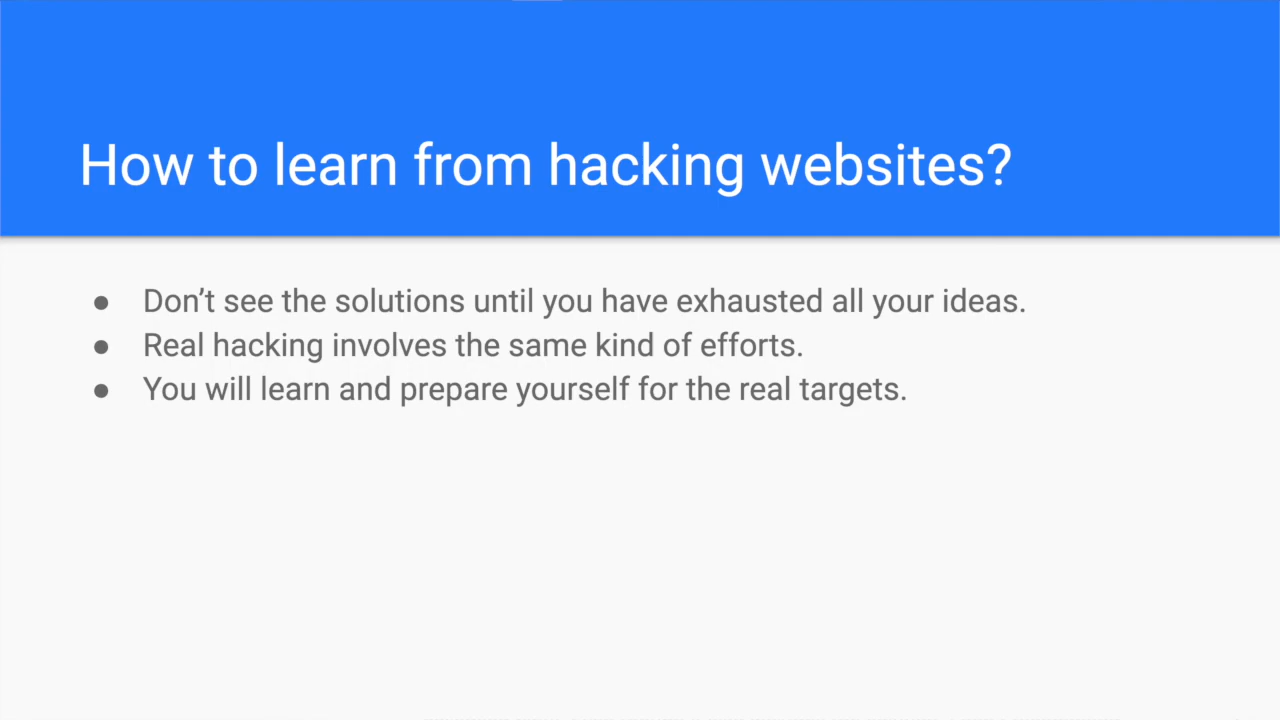 How to learn from hacking websites?
● Don’t see the solutions until you have exhausted all your ideas.
● Real hacking involves the same kind of efforts.
● You will learn and prepare yourself for the real targets.